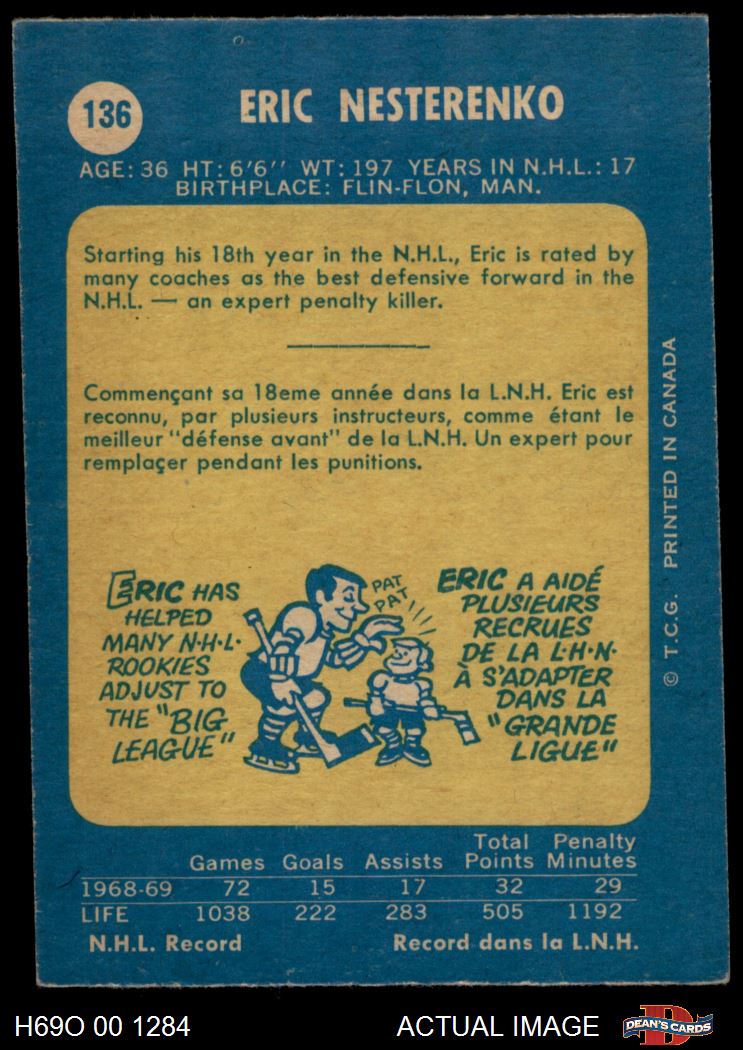 136
ERIC NESTERENKO
AGE: 36 HT: 6'6'' WT: 197 YEARS IN N.H.L.: 17
BIRTHPLACE: FLIN-FLON, MAN.
Starting his 18th year in the N.H.L., Eric is rated by
many coaches as the best defensive forward in the
N.H.L. — an expert penalty killer.
Commençant sa 18eme année dans la L.N.H. Eric est
reconnu, par plusieurs instructeurs, comme étant le
meilleur "défense avant" de la L.N.H. Un expert pour
remplaçer pendant les punitions.
ERIC HAS
HELPED
MANY N·H·L·
ROOKIES
ADJUST TO
THE "BIG
LEAGUE"
PAT
PAT
ERIC A AIDÉ
PLUSIEURS
RECRUES
DE LA L·H·N·
À S'ADAPTER
DANS LA
"GRANDE
LIGUE"
© T.C.G. PRINTED IN CANADA
Games Goals Assists Total Points Penalty Minutes
1968-69 72 15 17 32 29
LIFE 1038 222 283 505 1192
N.H.L. Record Record dans la L.N.H.
H69O 00 1284 ACTUAL IMAGE
DEAN'S CARDS